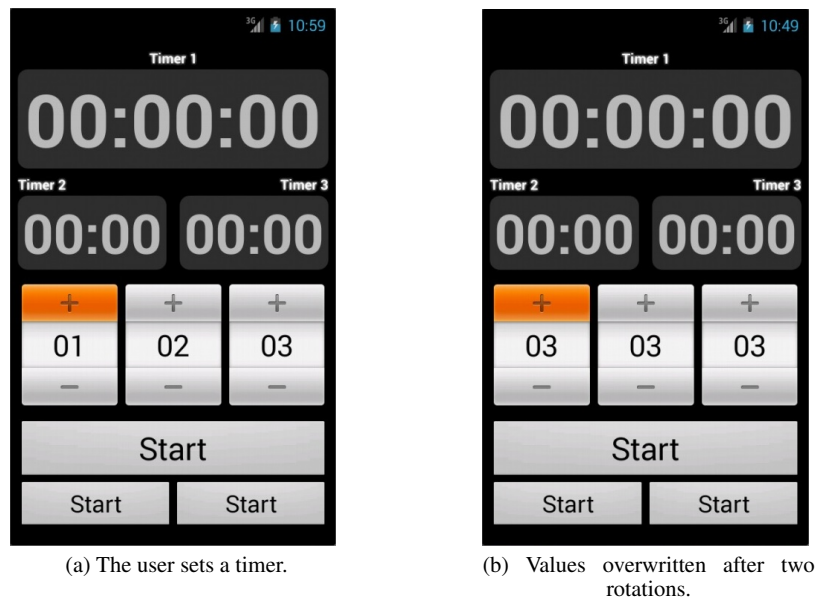 3G 10:59
Timer 1
00:00:00
Timer 2 Timer 3
00:00 00:00
+ + +
01 02 03
− − −
Start
Start Start
(a) The user sets a timer.
3G 10:49
Timer 1
00:00:00
Timer 2 Timer 3
00:00 00:00
+ + +
03 03 03
− − −
Start
Start Start
(b) Values overwritten after two
rotations.